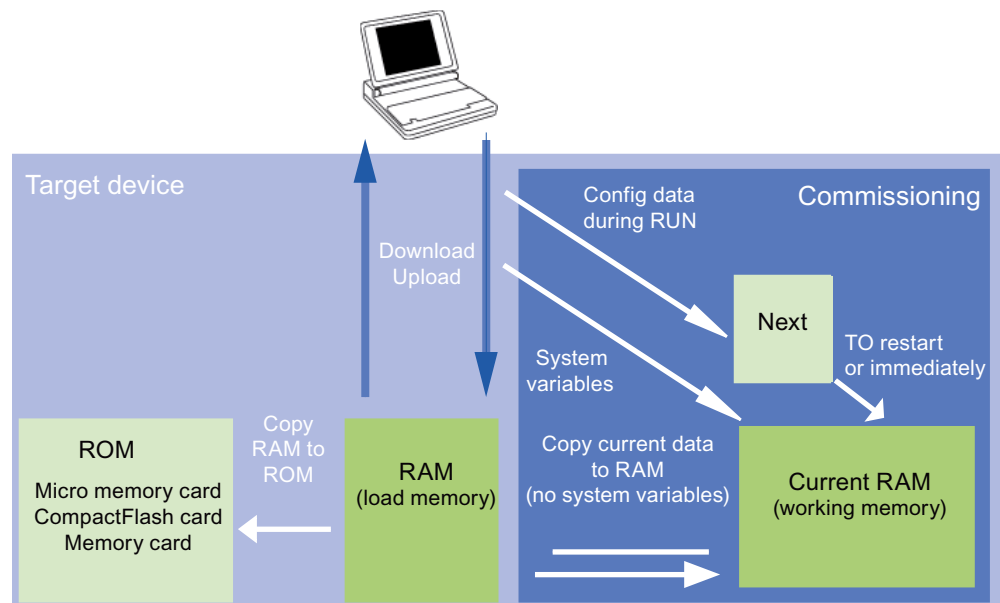 Target device
Commissioning
Config data
during RUN
Download
Upload
Next
TO restart
or immediately
System
variables
Copy
RAM to
ROM
ROM
Micro memory card
CompactFlash card
Memory card
RAM
(load memory)
Copy current data
to RAM
(no system variables)
Current RAM
(working memory)